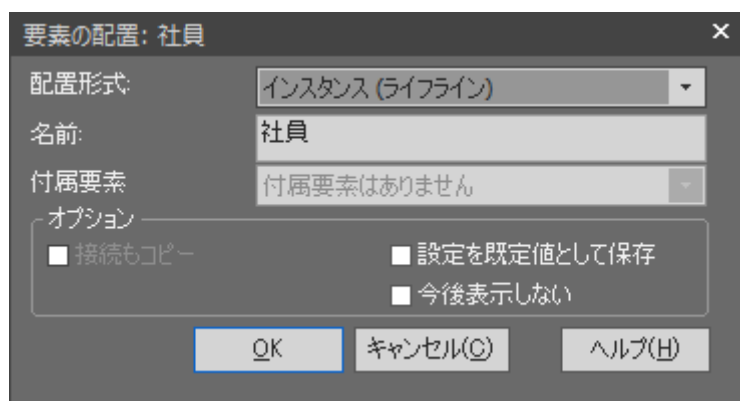 要素の配置: 社員
配置形式: インスタンス (ライフライン)
名前: 社員
付属要素 付属要素はありません
オプション
接続もコピー 設定を既定値として保存
今後表示しない
OK キャンセル(C) ヘルプ(H)